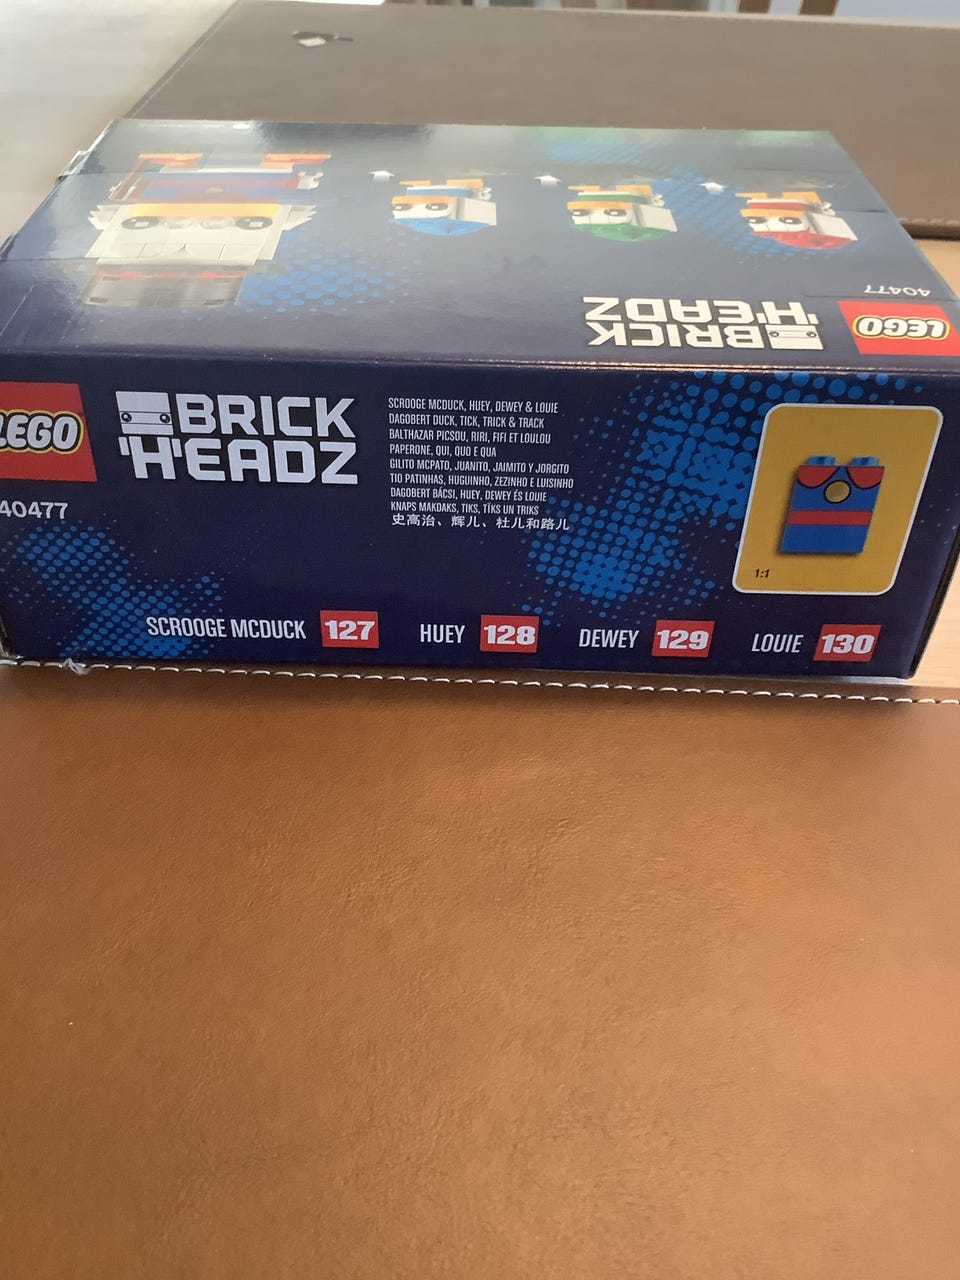 40477
LEGO
BRICK
'H'EADZ
LEGO
40477
BRICK
'H'EADZ
SCROOGE MCDUCK, HUEY, DEWEY & LOUIE
DAGOBERT DUCK, TICK, TRICK & TRACK
BALTHAZAR PICSOU, RIRI, FIFI ET LOULOU
PAPERONE, QUI, QUO E QUA
GILITO MCPATO, JUANITO, JAIMITO Y JORGITO
TIO PATINHAS, HUGUINHO, ZEZINHO E LUISINHO
DAGOBERT BÁCSI, HUEY, DEWEY ÉS LOUIE
KNAPS MAKDAKS, TIKS, TĪKS UN TRIKS
史高治、辉儿、杜儿和路儿
1:1
SCROOGE MCDUCK 127
HUEY 128
DEWEY 129
LOUIE 130